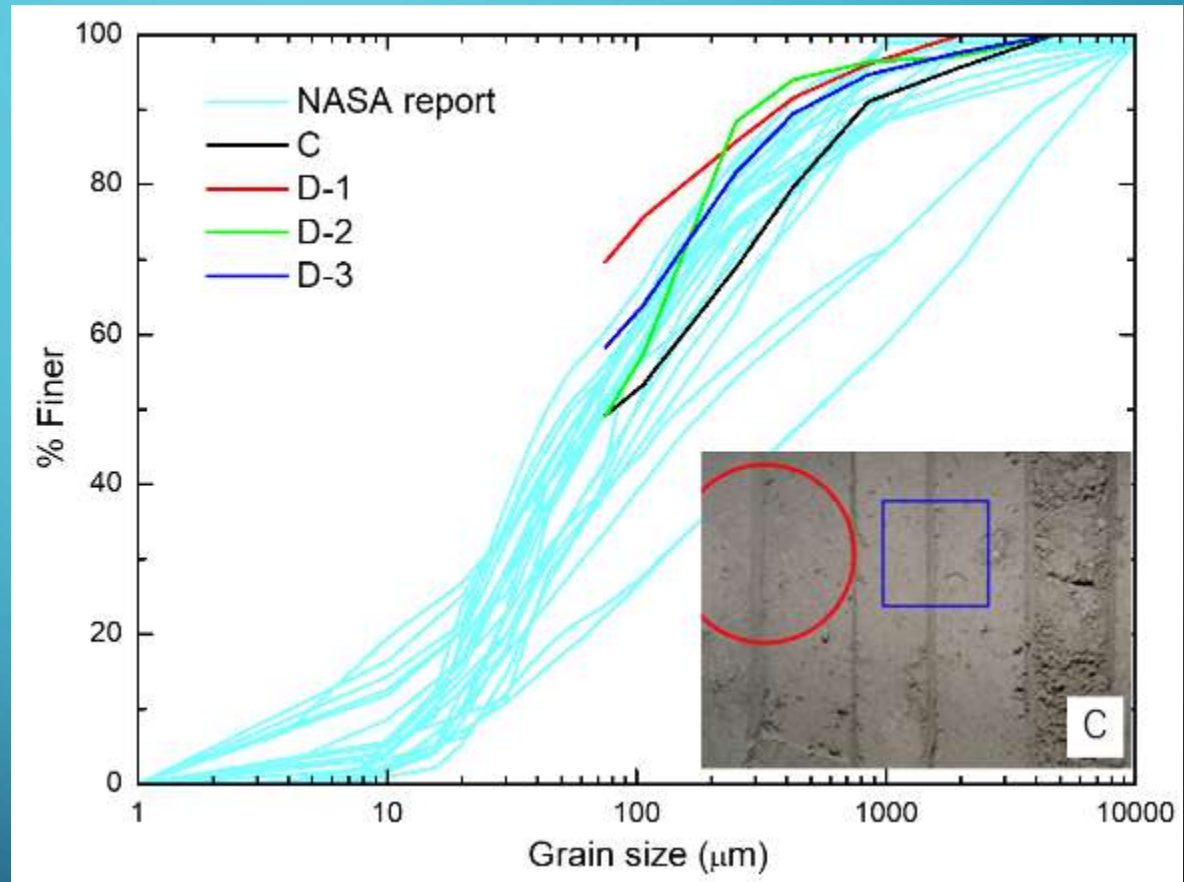 100
80
60
40
20
0
% Finer
NASA report
C
D-1
D-2
D-3
C
1
10
100
1000
10000
Grain size (μm)